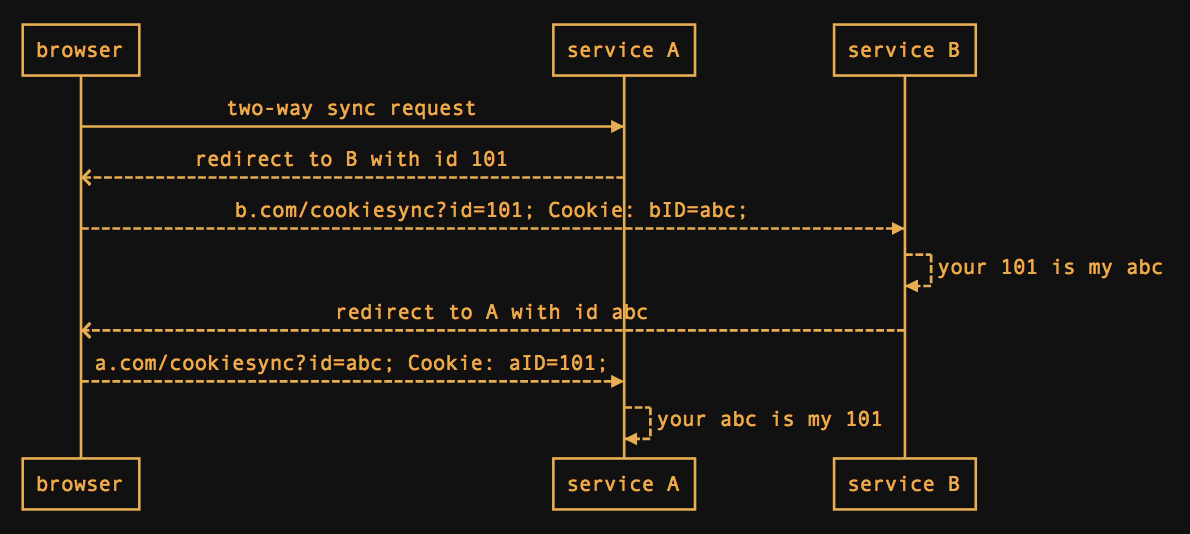 browser
service A
service B
two-way sync request
redirect to B with id 101
b.com/cookiesync?id=101; Cookie: bID=abc;
your 101 is my abc
redirect to A with id abc
a.com/cookiesync?id=abc; Cookie: aID=101;
your abc is my 101
browser
service A
service B